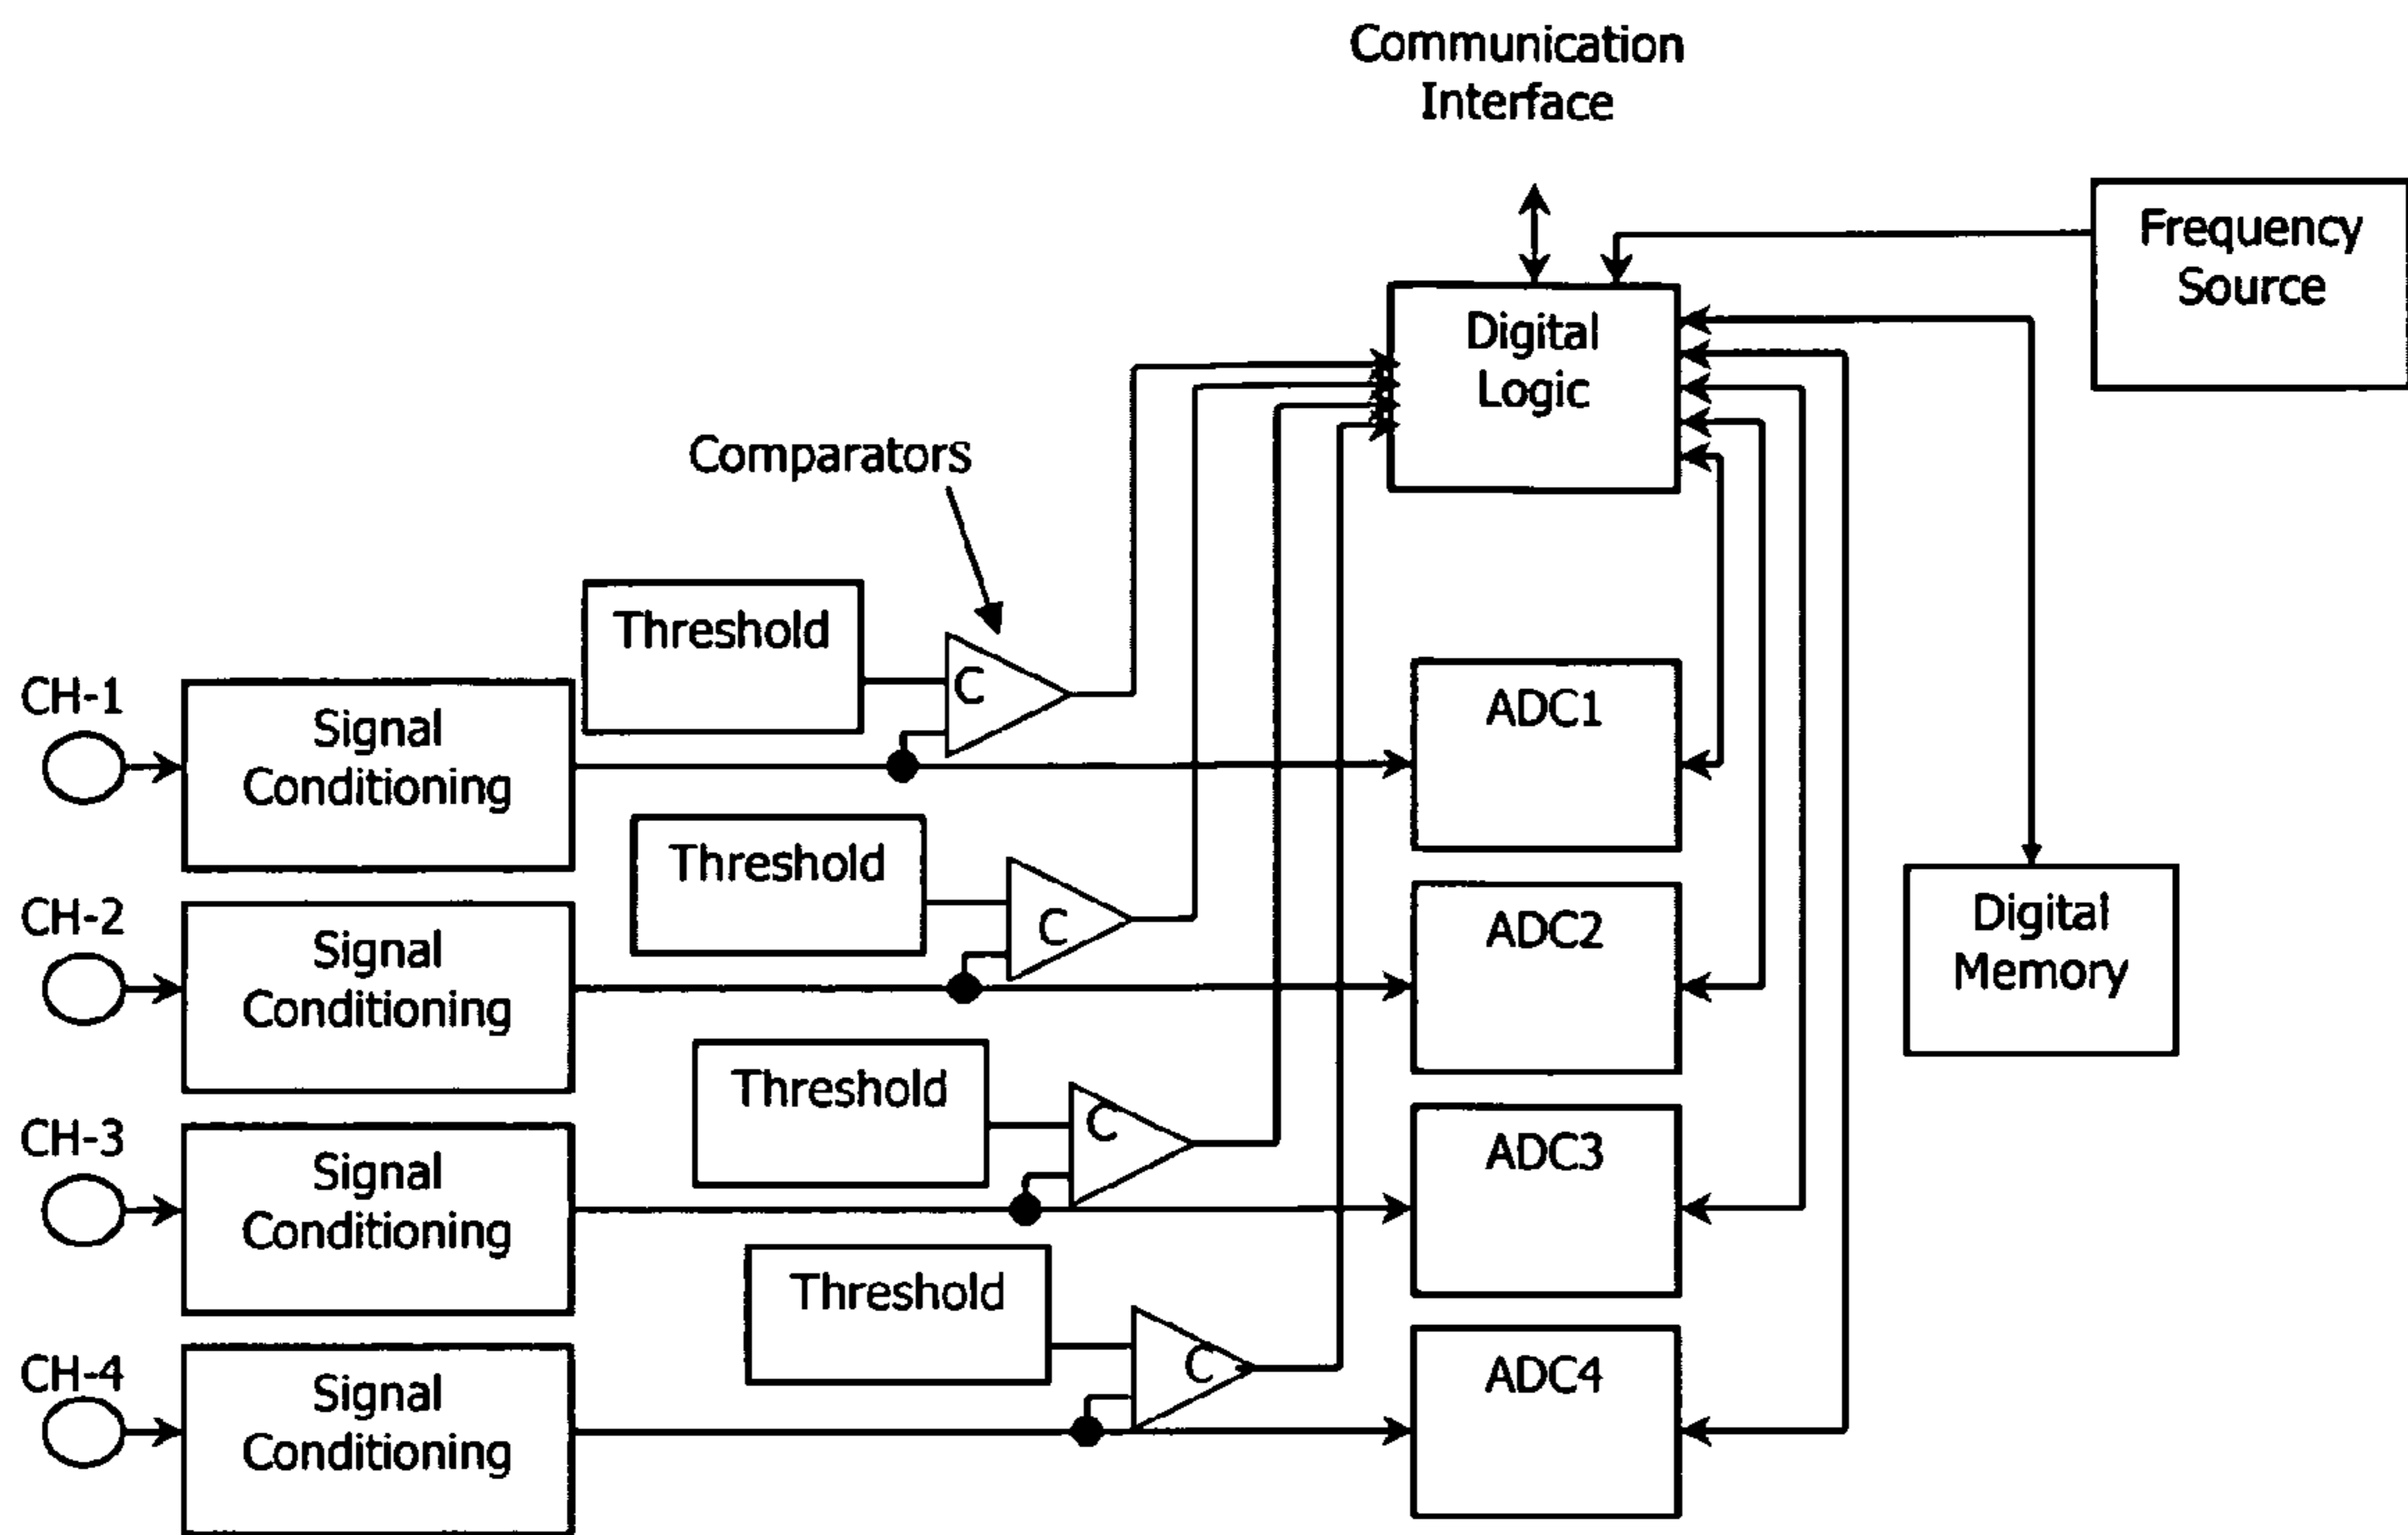 Communication
Interface
Frequency
Source
Digital
Logic
Comparators
Threshold
C
CH-1
Signal
Conditioning
ADC1
Threshold
C
CH-2
Signal
Conditioning
ADC2
Digital
Memory
Threshold
C
CH-3
Signal
Conditioning
ADC3
Threshold
C
CH-4
Signal
Conditioning
ADC4